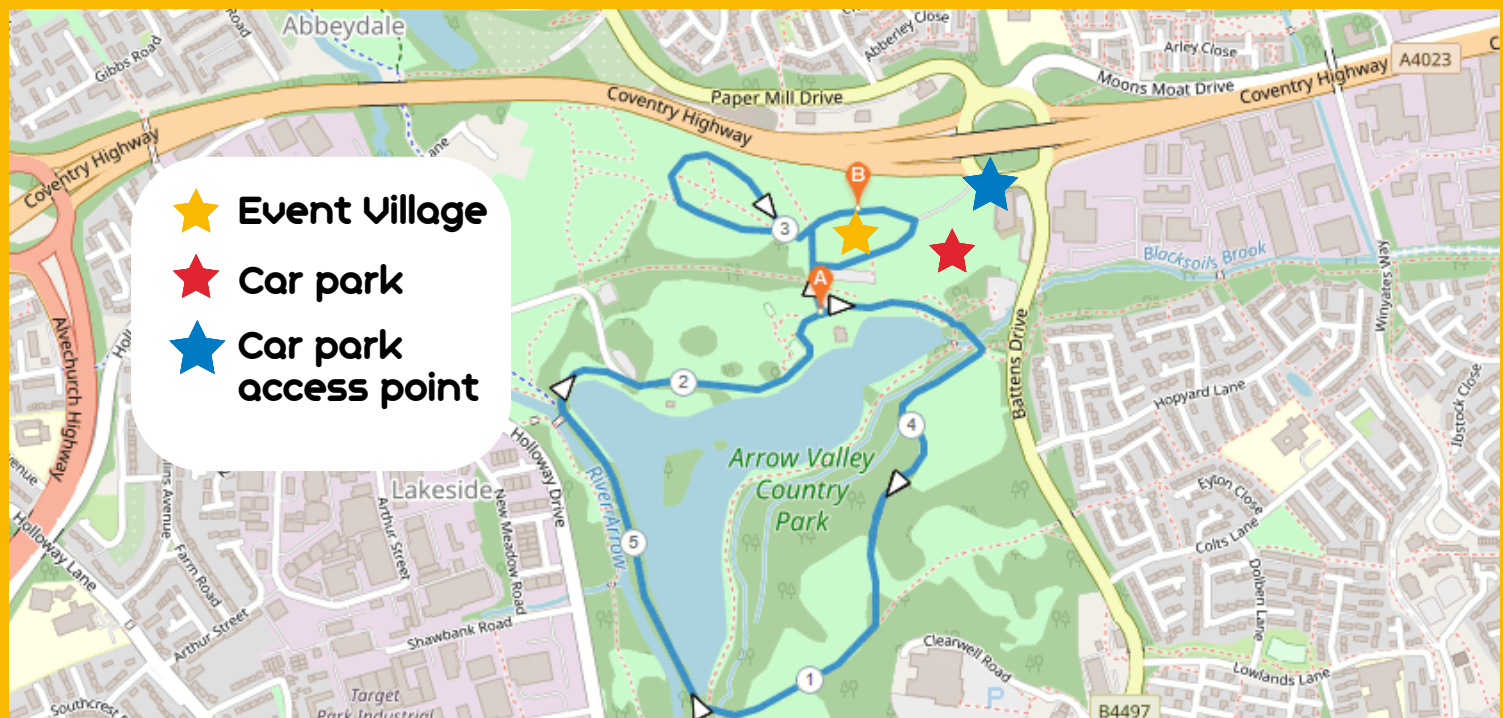 Abbeydale
Gibbs Road
Road
Abberley Close
Arley Close
A4023
Coventry Highway
Moons Moat Drive
Paper Mill Drive
Coventry Highway
Coventry Highway
Lane
B
Event Village
3
Car park
Blacksoils Brook
Winyates Way
A
Car park
access point
Alvechurch Highway
Battens Drive
2
Hopyard Lane
Ibstock Close
4
Holloway Drive
River Arrow
Arrow Valley
Country
Park
Lakeside
Arthur Street
New Meadow Road
Eyton Close
Colts Lane
5
Holloway Lane
Farm Road
Dolben Lane
Arthur Street
Shawbank Road
Clearwell Road
Lowlands Lane
1
P
Target
Park Industrial
B4497